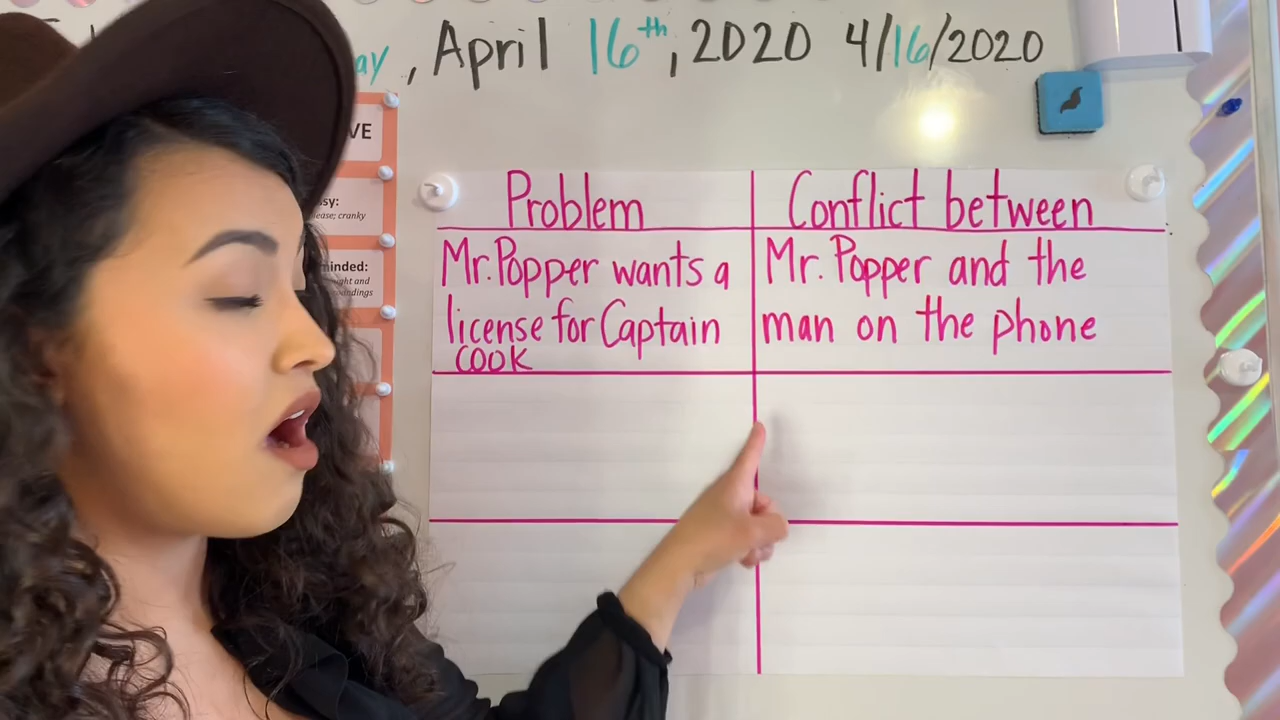 , April 16th, 2020 4/16/2020
Problem
Conflict between
Mr. Popper wants a
license for Captain
cook
Mr. Popper and the
man on the phone